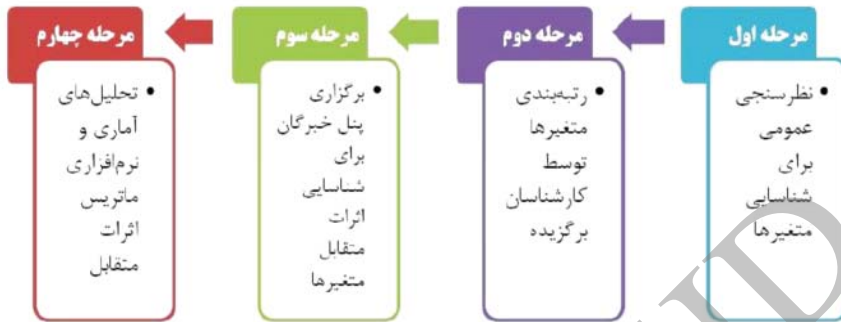 مرحله اول
• نظرسنجی
عمومی
برای
شناسایی
متغیرها
مرحله دوم
• رتبه‌بندی
متغیرها
توسط
کارشناسان
برگزیده
مرحله سوم
• برگزاری
پنل خبرگان
برای
شناسایی
اثرات
متقابل
متغیرها
مرحله چهارم
• تحلیل‌های
آماری و
نرم‌افزاری
ماتریس
اثرات
متقابل